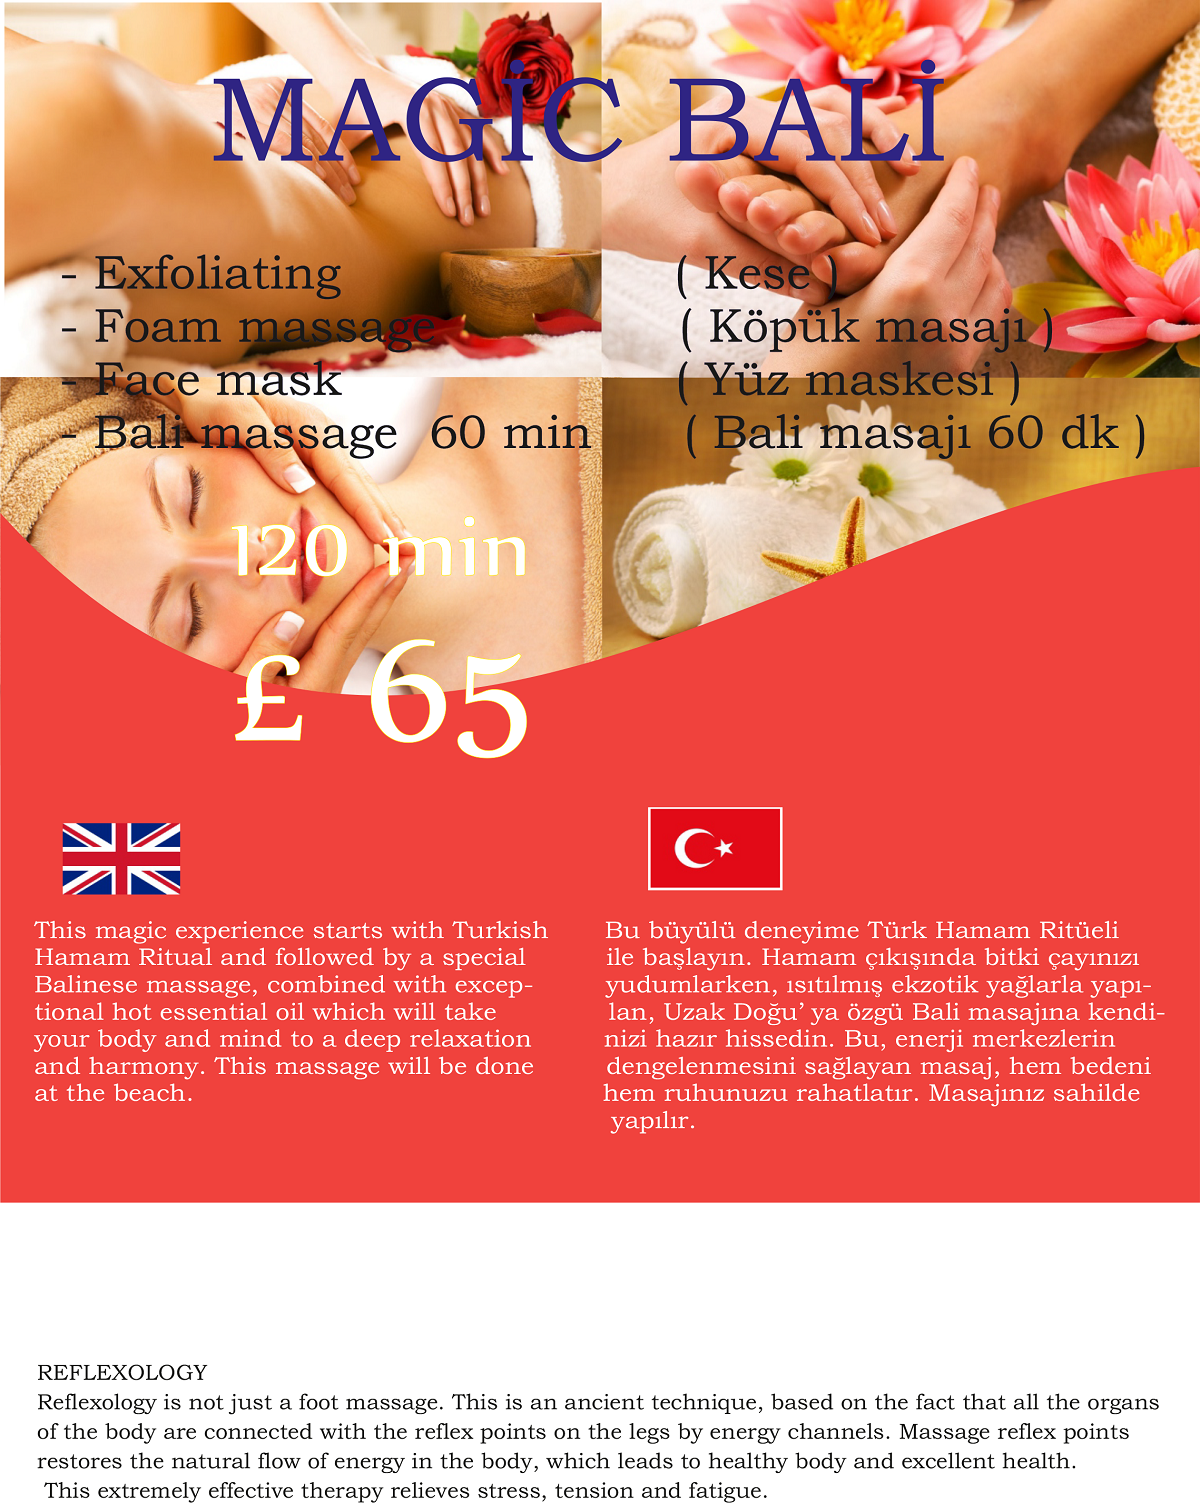 MAGİC BALİ
- Exfoliating ( Kese )
- Foam massage ( Köpük masajı )
- Face mask ( Yüz maskesi )
- Bali massage 60 min ( Bali masajı 60 dk )
120 min
£ 65
This magic experience starts with Turkish
Hamam Ritual and followed by a special
Balinese massage, combined with excep-
tional hot essential oil which will take
your body and mind to a deep relaxation
and harmony. This massage will be done
at the beach.
Bu büyülü deneyime Türk Hamam Ritüeli
ile başlayın. Hamam çıkışında bitki çayınızı
yudumlarken, ısıtılmış ekzotik yağlarla yapı-
lan, Uzak Doğu’ ya özgü Bali masajına kendi-
nizi hazır hissedin. Bu, enerji merkezlerin
dengelenmesini sağlayan masaj, hem bedeni
hem ruhunuzu rahatlatır. Masajınız sahilde
yapılır.
REFLEXOLOGY
Reflexology is not just a foot massage. This is an ancient technique, based on the fact that all the organs
of the body are connected with the reflex points on the legs by energy channels. Massage reflex points
restores the natural flow of energy in the body, which leads to healthy body and excellent health.
This extremely effective therapy relieves stress, tension and fatigue.